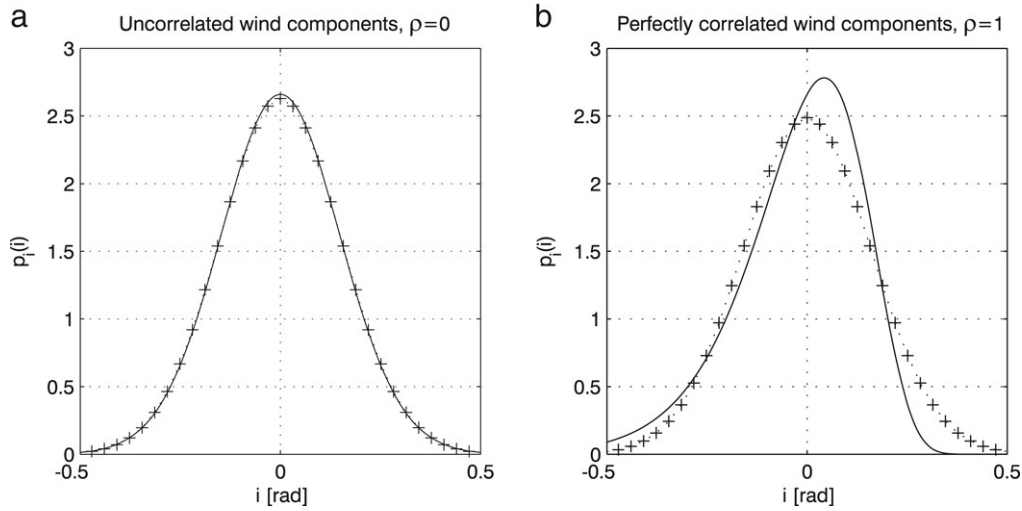 a
Uncorrelated wind components, ρ=0
3
2.5
2
1.5
1
0.5
0
-0.5
0
0.5
p_i(i)
i [rad]
b
Perfectly correlated wind components, ρ=1
3
2.5
2
1.5
1
0.5
0
-0.5
0
0.5
p_i(i)
i [rad]